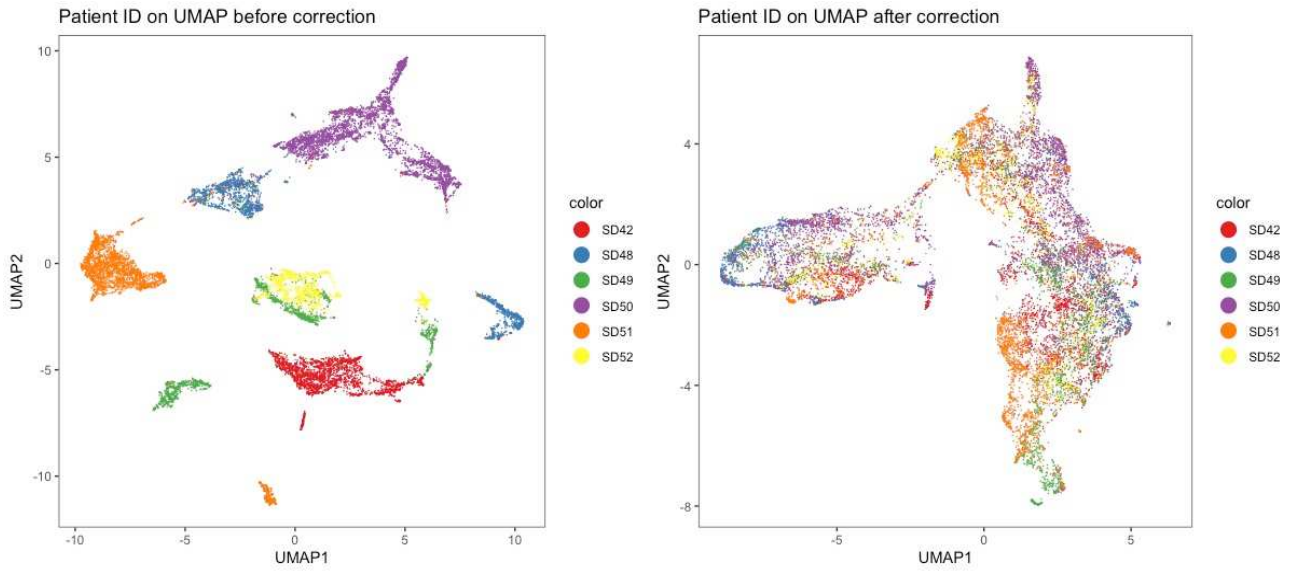 Patient ID on UMAP before correction
10
5
0
-5
-10
UMAP2
-10
-5
0
5
10
UMAP1
color
SD42
SD48
SD49
SD50
SD51
SD52
Patient ID on UMAP after correction
4
0
-4
-8
UMAP2
-5
0
5
UMAP1
color
SD42
SD48
SD49
SD50
SD51
SD52